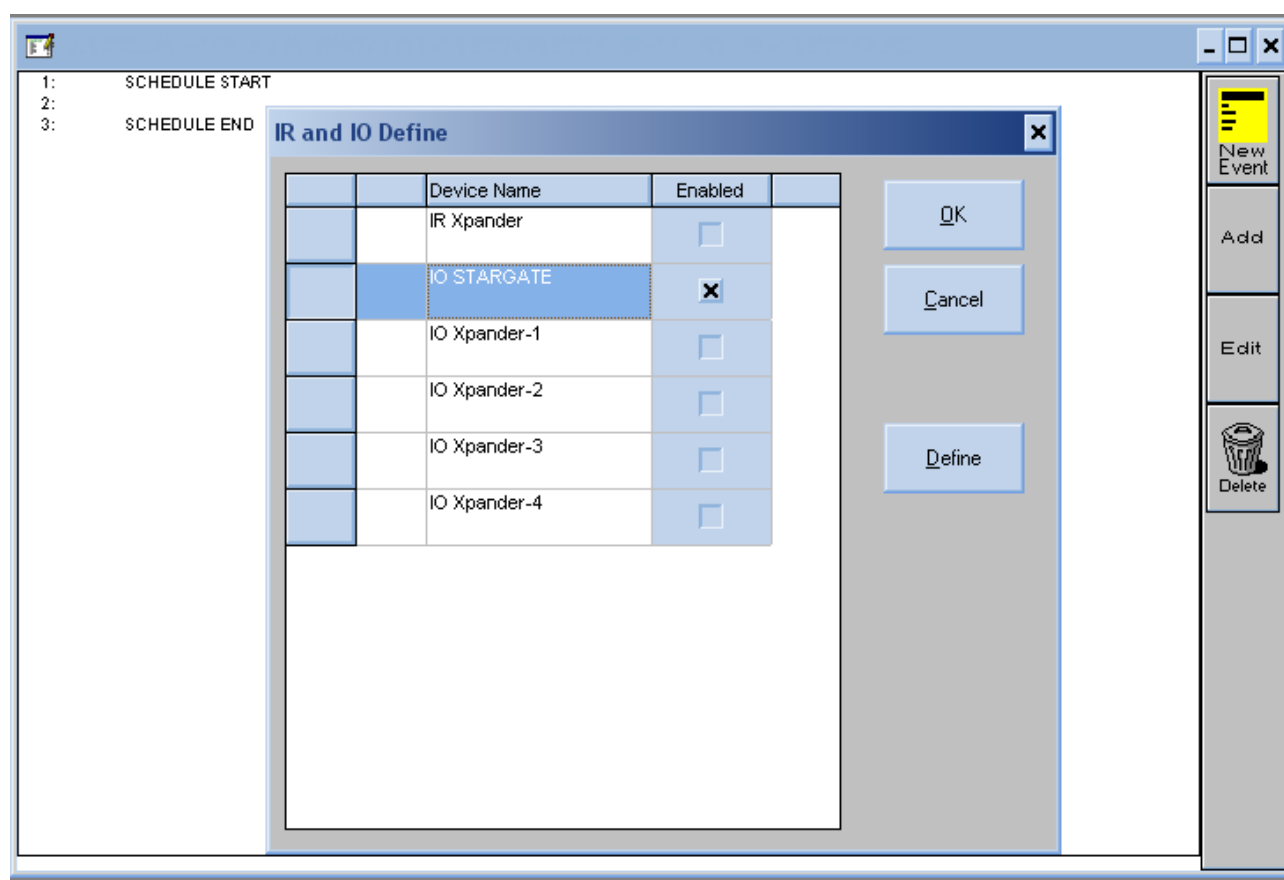 1: SCHEDULE START
2:
3: SCHEDULE END
IR and IO Define
Device Name Enabled
IR Xpander
IO STARGATE
IO Xpander-1
IO Xpander-2
IO Xpander-3
IO Xpander-4
OK
Cancel
Define
New
Event
Add
Edit
Delete